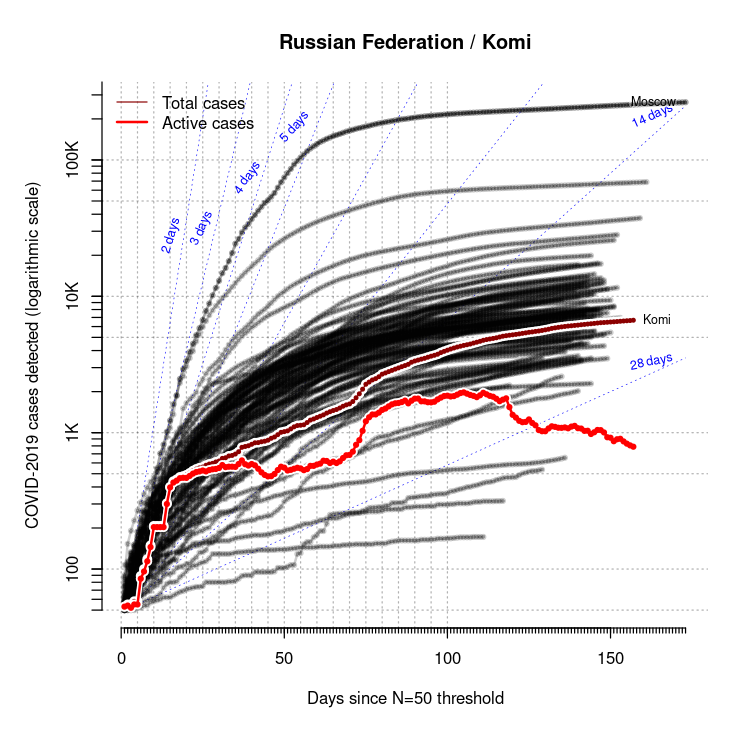 Russian Federation / Komi
Total cases
Active cases
Moscow
14 days
5 days
4 days
3 days
2 days
Komi
28 days
COVID-2019 cases detected (logarithmic scale)
100K
10K
1K
100
0 50 100 150
Days since N=50 threshold